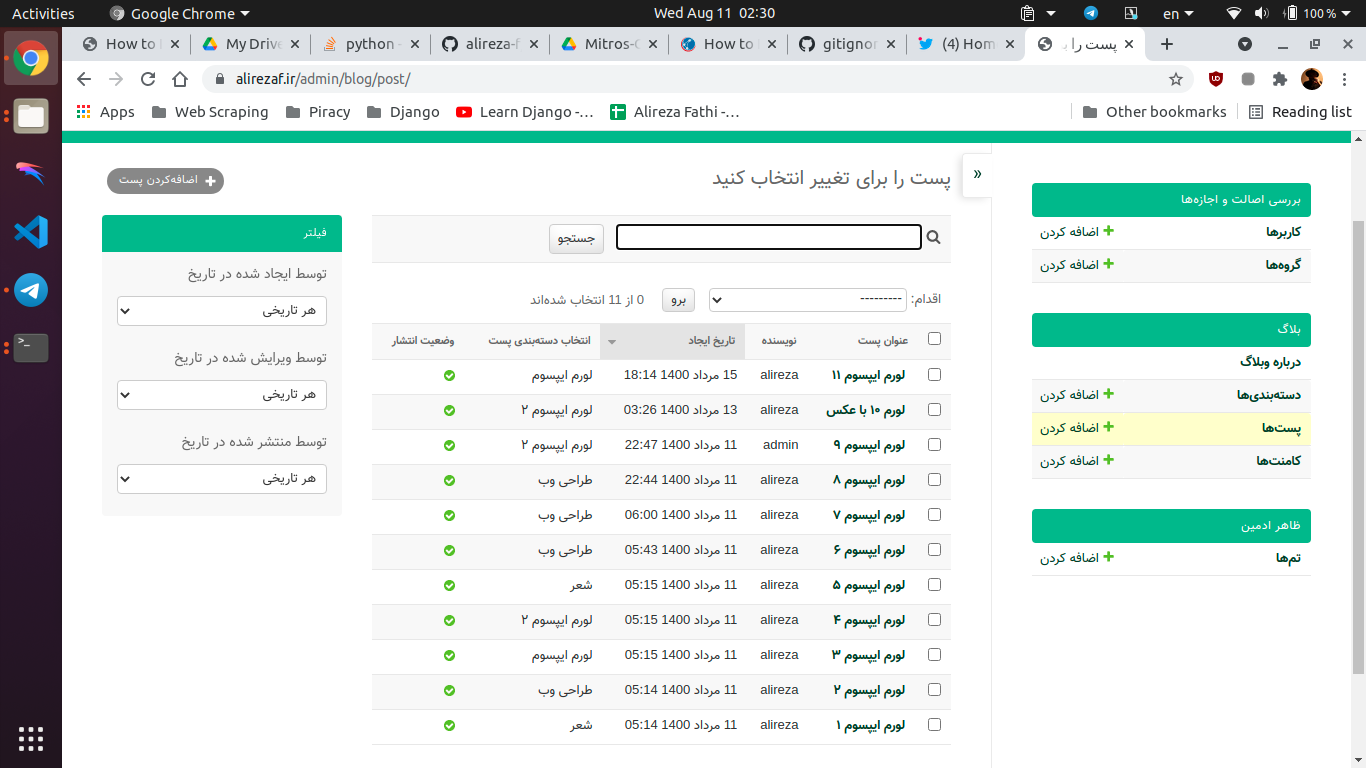 Activities Google Chrome Wed Aug 11 02:30 en 100 %
How to My Drive python - alireza-f Mitros- How to gitignor (4) Hom پست را ب
alirezaf.ir/admin/blog/post/
Apps Web Scraping Piracy Django Learn Django -... Alireza Fathi -... Other bookmarks Reading list
پست را برای تغییر انتخاب کنید
اضافه‌کردن پست
»
بررسی اصالت و اجازه‌ها
کاربرها اضافه کردن
گروه‌ها اضافه کردن
بلاگ
درباره وبلاگ
دسته‌بندی‌ها اضافه کردن
پست‌ها اضافه کردن
کامنت‌ها اضافه کردن
ظاهر ادمین
تم‌ها اضافه کردن
جستجو
اقدام: --------- برو 0 از 11 انتخاب شده‌اند
عنوان پست نویسنده تاریخ ایجاد انتخاب دسته‌بندی پست وضعیت انتشار
لورم ایپسوم ۱۱ alireza 15 مرداد 1400 18:14 لورم ایپسوم
لورم ۱۰ با عکس alireza 13 مرداد 1400 03:26 لورم ایپسوم ۲
لورم ایپسوم ۹ admin 11 مرداد 1400 22:47 لورم ایپسوم ۲
لورم ایپسوم ۸ alireza 11 مرداد 1400 22:44 طراحی وب
لورم ایپسوم ۷ alireza 11 مرداد 1400 06:00 طراحی وب
لورم ایپسوم ۶ alireza 11 مرداد 1400 05:43 طراحی وب
لورم ایپسوم ۵ alireza 11 مرداد 1400 05:15 شعر
لورم ایپسوم ۴ alireza 11 مرداد 1400 05:15 لورم ایپسوم ۲
لورم ایپسوم ۳ alireza 11 مرداد 1400 05:15 لورم ایپسوم
لورم ایپسوم ۲ alireza 11 مرداد 1400 05:14 طراحی وب
لورم ایپسوم ۱ alireza 11 مرداد 1400 05:14 شعر
فیلتر
توسط ایجاد شده در تاریخ
هر تاریخی
توسط ویرایش شده در تاریخ
هر تاریخی
توسط منتشر شده در تاریخ
هر تاریخی